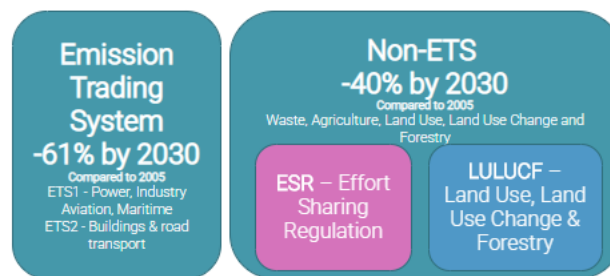 Emission
Trading
System
-61% by 2030
Compared to 2005
ETS1 - Power, Industry
Aviation, Maritime
ETS2 - Buildings & road
transport
Non-ETS
-40% by 2030
Compared to 2005
Waste, Agriculture, Land Use, Land Use Change and
Forestry
ESR – Effort
Sharing
Regulation
LULUCF –
Land Use, Land
Use Change &
Forestry